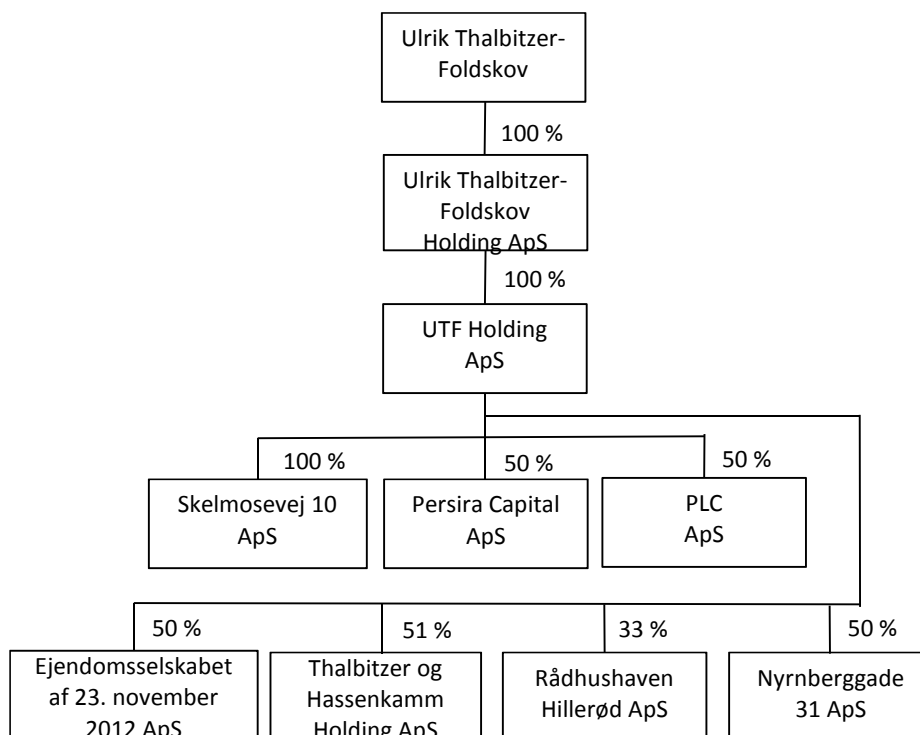 Ulrik Thalbitzer-
Foldskov
100 %
Ulrik Thalbitzer-
Foldskov
Holding ApS
100 %
UTF Holding
ApS
100 %
50 %
50 %
Skelmosevej 10
ApS
Persira Capital
ApS
PLC
ApS
50 %
51 %
33 %
50 %
Ejendomsselskabet
af 23. november
2012 ApS
Thalbitzer og
Hassenkamm
Holding ApS
Rådhushaven
Hillerød ApS
Nyrnberggade
31 ApS